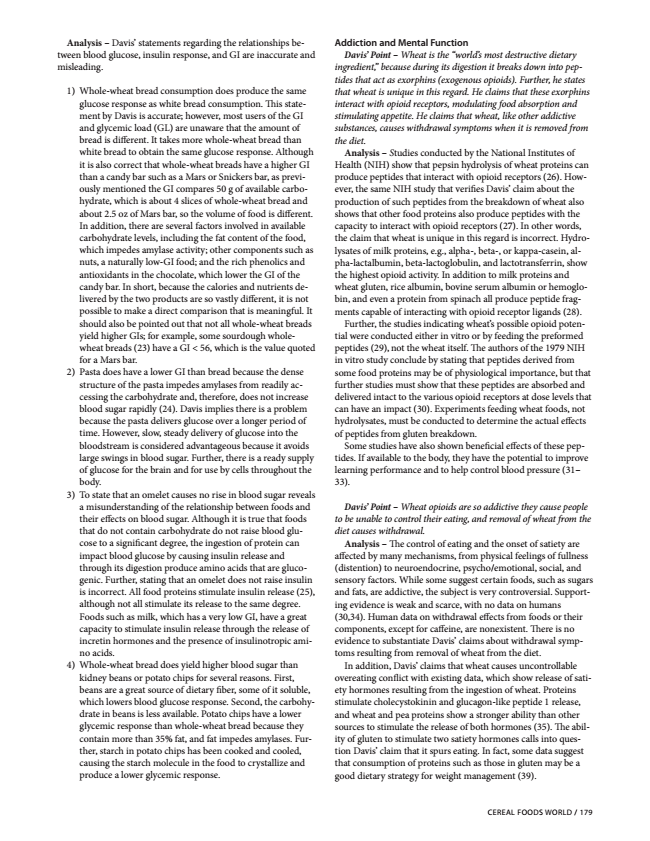 Analysis – Davis’ statements regarding the relationships be-
tween blood glucose, insulin response, and GI are inaccurate and
misleading.
1) Whole-wheat bread consumption does produce the same
glucose response as white bread consumption. This state-
ment by Davis is accurate; however, most users of the GI
and glycemic load (GL) are unaware that the amount of
bread is different. It takes more whole-wheat bread than
white bread to obtain the same glucose response. Although
it is also correct that whole-wheat breads have a higher GI
than a candy bar such as a Mars or Snickers bar, as previ-
ously mentioned the GI compares 50 g of available carbo-
hydrate, which is about 4 slices of whole-wheat bread and
about 2.5 oz of Mars bar, so the volume of food is different.
In addition, there are several factors involved in available
carbohydrate levels, including the fat content of the food,
which impedes amylase activity; other components such as
nuts, a naturally low-GI food; and the rich phenolics and
antioxidants in the chocolate, which lower the GI of the
candy bar. In short, because the calories and nutrients de-
livered by the two products are so vastly different, it is not
possible to make a direct comparison that is meaningful. It
should also be pointed out that not all whole-wheat breads
yield higher GIs; for example, some sourdough whole-
wheat breads (23) have a GI < 56, which is the value quoted
for a Mars bar.
2) Pasta does have a lower GI than bread because the dense
structure of the pasta impedes amylases from readily ac-
cessing the carbohydrate and, therefore, does not increase
blood sugar rapidly (24). Davis implies there is a problem
because the pasta delivers glucose over a longer period of
time. However, slow, steady delivery of glucose into the
bloodstream is considered advantageous because it avoids
large swings in blood sugar. Further, there is a ready supply
of glucose for the brain and for use by cells throughout the
body.
3) To state that an omelet causes no rise in blood sugar reveals
a misunderstanding of the relationship between foods and
their effects on blood sugar. Although it is true that foods
that do not contain carbohydrate do not raise blood glu-
cose to a significant degree, the ingestion of protein can
impact blood glucose by causing insulin release and
through its digestion produce amino acids that are gluco-
genic. Further, stating that an omelet does not raise insulin
is incorrect. All food proteins stimulate insulin release (25),
although not all stimulate its release to the same degree.
Foods such as milk, which has a very low GI, have a great
capacity to stimulate insulin release through the release of
incretin hormones and the presence of insulinotropic ami-
no acids.
4) Whole-wheat bread does yield higher blood sugar than
kidney beans or potato chips for several reasons. First,
beans are a great source of dietary fiber, some of it soluble,
which lowers blood glucose response. Second, the carbohy-
drate in beans is less available. Potato chips have a lower
glycemic response than whole-wheat bread because they
contain more than 35% fat, and fat impedes amylases. Fur-
ther, starch in potato chips has been cooked and cooled,
causing the starch molecule in the food to crystallize and
produce a lower glycemic response.
Addiction and Mental Function
Davis’ Point – Wheat is the “world’s most destructive dietary
ingredient,” because during its digestion it breaks down into pep-
tides that act as exorphins (exogenous opioids). Further, he states
that wheat is unique in this regard. He claims that these exorphins
interact with opioid receptors, modulating food absorption and
stimulating appetite. He claims that wheat, like other addictive
substances, causes withdrawal symptoms when it is removed from
the diet.
Analysis – Studies conducted by the National Institutes of
Health (NIH) show that pepsin hydrolysis of wheat proteins can
produce peptides that interact with opioid receptors (26). How-
ever, the same NIH study that verifies Davis’ claim about the
production of such peptides from the breakdown of wheat also
shows that other food proteins also produce peptides with the
capacity to interact with opioid receptors (27). In other words,
the claim that wheat is unique in this regard is incorrect. Hydro-
lysates of milk proteins, e.g., alpha-, beta-, or kappa-casein, al-
pha-lactalbumin, beta-lactoglobulin, and lactotransferrin, show
the highest opioid activity. In addition to milk proteins and
wheat gluten, rice albumin, bovine serum albumin or hemoglo-
bin, and even a protein from spinach all produce peptide frag-
ments capable of interacting with opioid receptor ligands (28).
Further, the studies indicating wheat’s possible opioid poten-
tial were conducted either in vitro or by feeding the preformed
peptides (29), not the wheat itself. The authors of the 1979 NIH
in vitro study conclude by stating that peptides derived from
some food proteins may be of physiological importance, but that
further studies must show that these peptides are absorbed and
delivered intact to the various opioid receptors at dose levels that
can have an impact (30). Experiments feeding wheat foods, not
hydrolysates, must be conducted to determine the actual effects
of peptides from gluten breakdown.
Some studies have also shown beneficial effects of these pep-
tides. If available to the body, they have the potential to improve
learning performance and to help control blood pressure (31–
33).
Davis’ Point – Wheat opioids are so addictive they cause people
to be unable to control their eating, and removal of wheat from the
diet causes withdrawal.
Analysis – The control of eating and the onset of satiety are
affected by many mechanisms, from physical feelings of fullness
(distention) to neuroendocrine, psycho/emotional, social, and
sensory factors. While some suggest certain foods, such as sugars
and fats, are addictive, the subject is very controversial. Support-
ing evidence is weak and scarce, with no data on humans
(30,34). Human data on withdrawal effects from foods or their
components, except for caffeine, are nonexistent. There is no
evidence to substantiate Davis’ claims about withdrawal symp-
toms resulting from removal of wheat from the diet.
In addition, Davis’ claims that wheat causes uncontrollable
overeating conflict with existing data, which show release of sati-
ety hormones resulting from the ingestion of wheat. Proteins
stimulate cholecystokinin and glucagon-like peptide 1 release,
and wheat and pea proteins show a stronger ability than other
sources to stimulate the release of both hormones (35). The abil-
ity of gluten to stimulate two satiety hormones calls into ques-
tion Davis’ claim that it spurs eating. In fact, some data suggest
that consumption of proteins such as those in gluten may be a
good dietary strategy for weight management (39).
CEREAL FOODS WORLD / 179